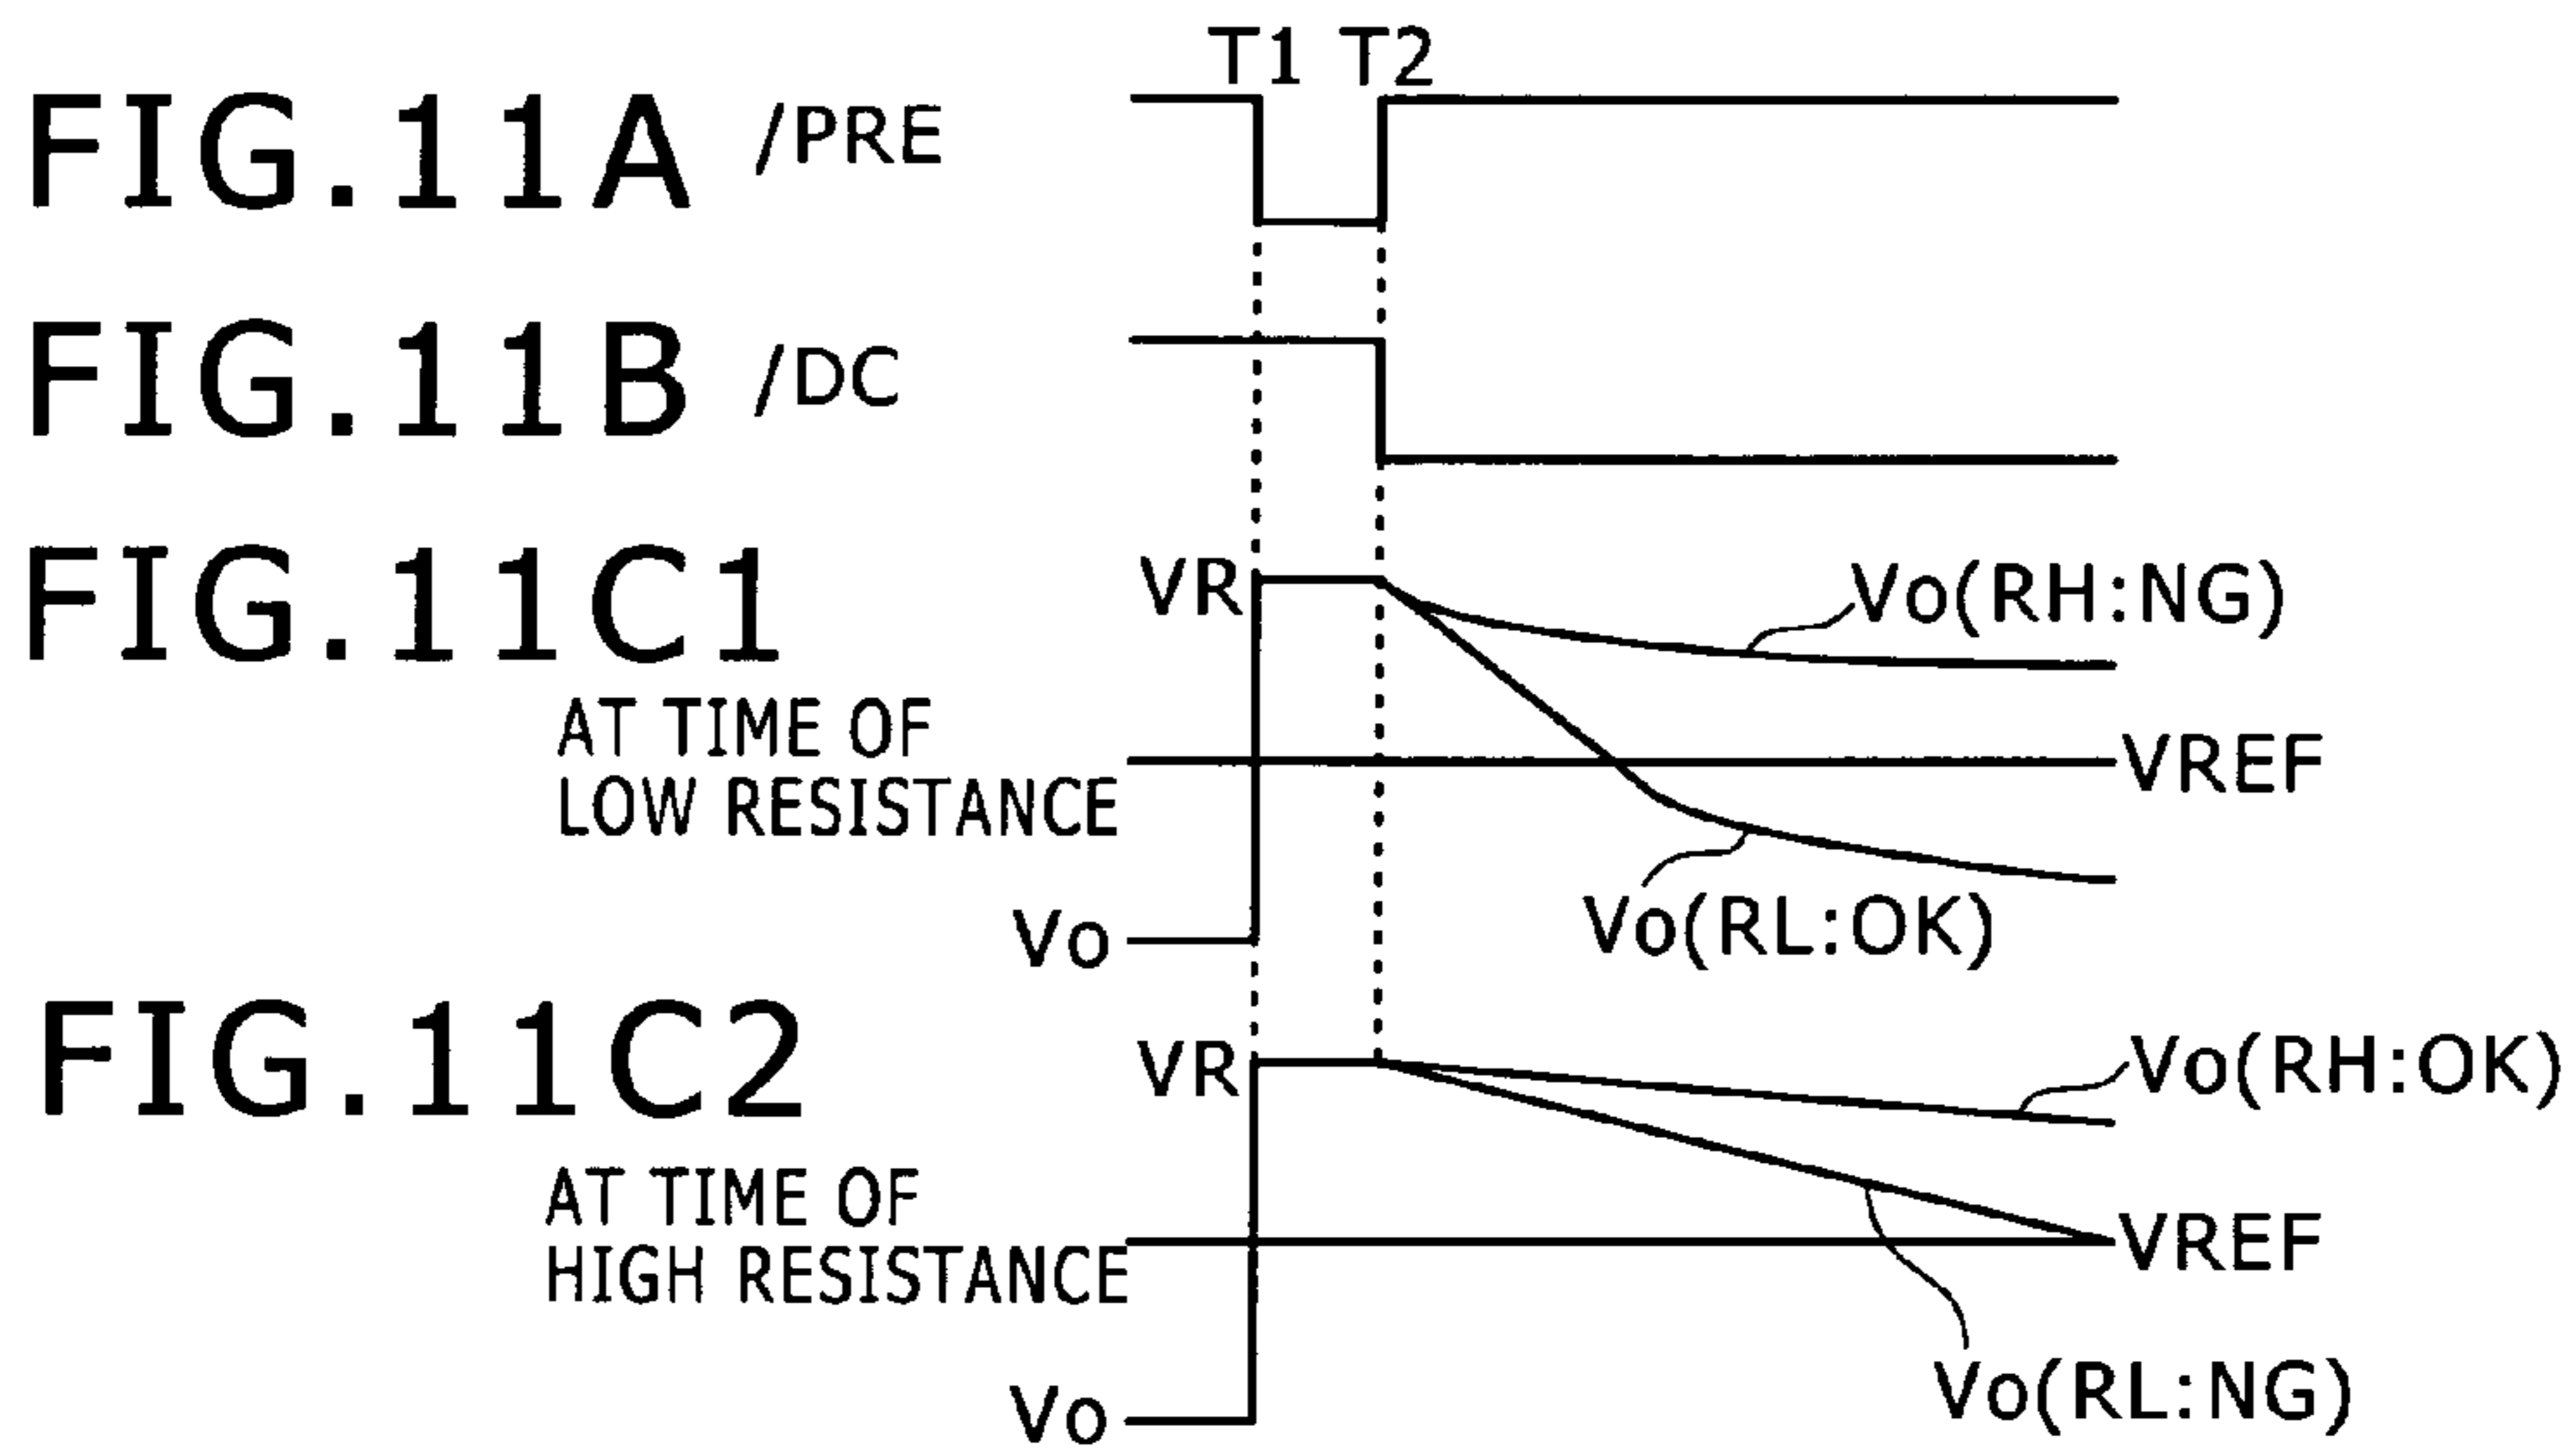 T1 T2
FIG.11A /PRE
FIG.11B /DC
FIG.11C1
VR
Vo(RH:NG)
AT TIME OF
LOW RESISTANCE
VREF
Vo(RL:OK)
Vo
FIG.11C2
VR
Vo(RH:OK)
AT TIME OF
HIGH RESISTANCE
VREF
Vo(RL:NG)
Vo